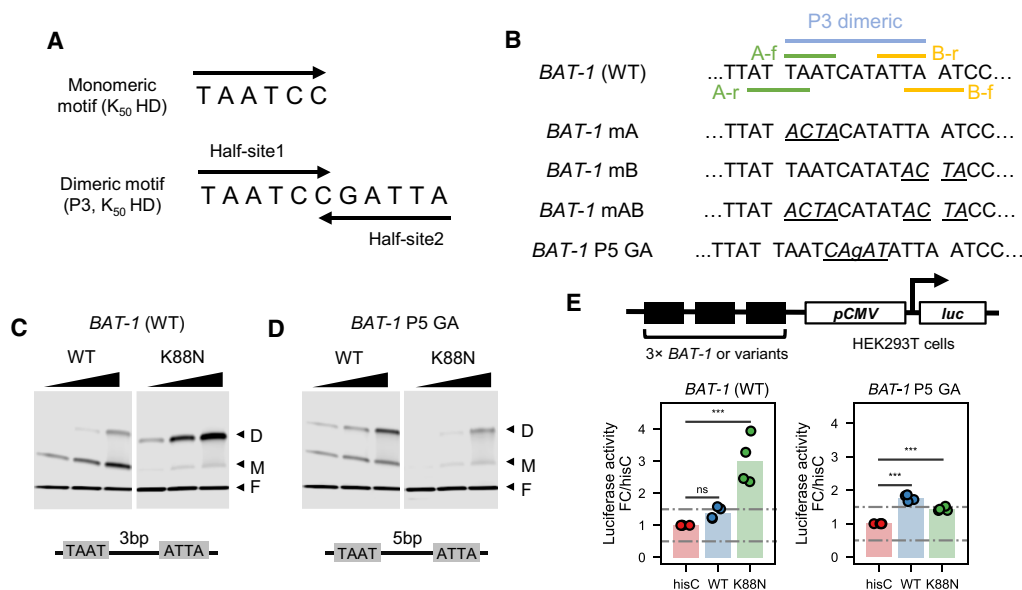 A
Monomeric
motif (K50 HD)
TAATCC
Half-site1
Dimeric motif
(P3, K50 HD)
TAATCCGATTA
Half-site2
B
P3 dimeric
A-f
B-r
BAT-1 (WT)
...TTAT TAATCATATTA ATCC...
A-r
B-f
BAT-1 mA
...TTAT ACTACATATTA ATCC...
BAT-1 mB
...TTAT TAATCATATAC TACC...
BAT-1 mAB
...TTAT ACTACATATAC TACC...
BAT-1 P5 GA
...TTAT TAATCAgATATTA ATCC...
C
BAT-1 (WT)
WT
K88N
D
M
F
TAAT
3bp
ATTA
D
BAT-1 P5 GA
WT
K88N
D
M
F
TAAT
5bp
ATTA
E
pCMV
luc
3× BAT-1 or variants
HEK293T cells
BAT-1 (WT)
Luciferase activity
FC/hisC
4
3
2
1
0
ns
***
hisC WT K88N
BAT-1 P5 GA
Luciferase activity
FC/hisC
4
3
2
1
0
***
***
hisC WT K88N